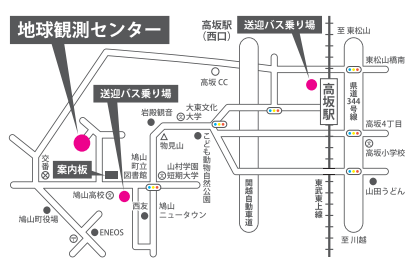 地球観測センター
高坂駅
(西口)
送迎バス乗り場
至 東松山
東松山橋南
高坂 CC
送迎バス乗り場
高坂駅
県道344号線
大東文化
大学
岩殿観音
物見山
高坂4丁目
高坂小学校
交番
案内板
鳩山
町立
図書館
山村学園
短期大学
こども動物自然公園
鳩山高校
山田うどん
鳩山町役場
西友
鳩山
ニュータウン
関越自動車道
東武東上線
ENEOS
至 川越